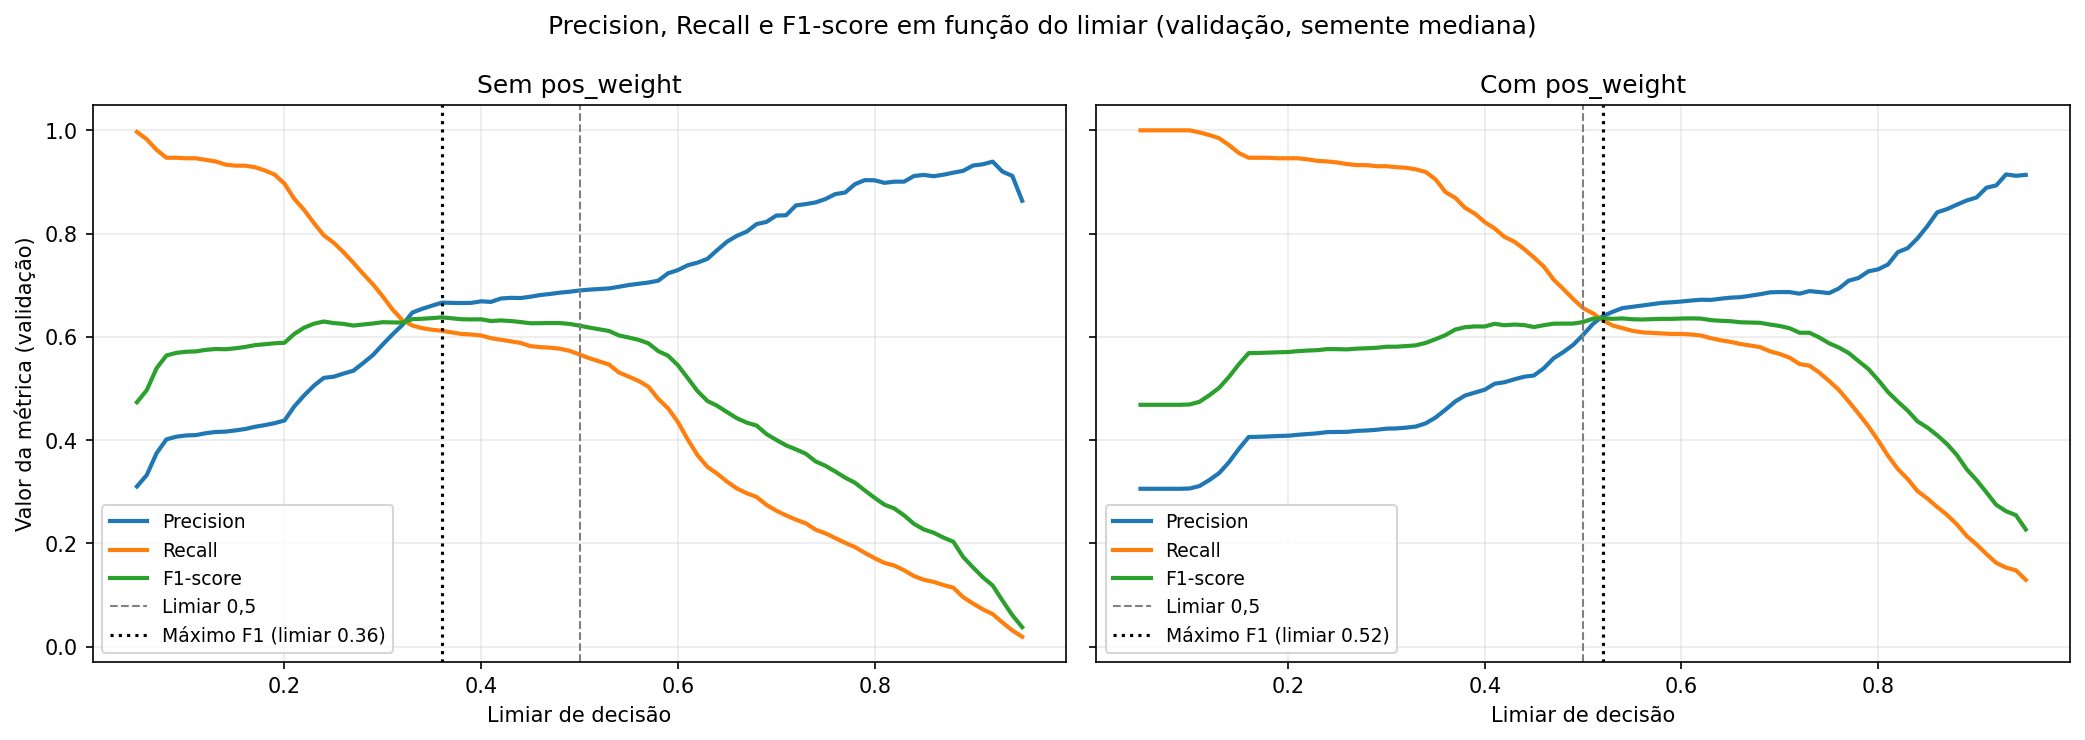 Precision, Recall e F1-score em função do limiar (validação, semente mediana)
Sem pos_weight
Valor da métrica (validação)
1.0
0.8
0.6
0.4
0.2
0.0
Precision
Recall
F1-score
Limiar 0,5
Máximo F1 (limiar 0.36)
0.2 0.4 0.6 0.8
Limiar de decisão
Com pos_weight
Precision
Recall
F1-score
Limiar 0,5
Máximo F1 (limiar 0.52)
0.2 0.4 0.6 0.8
Limiar de decisão